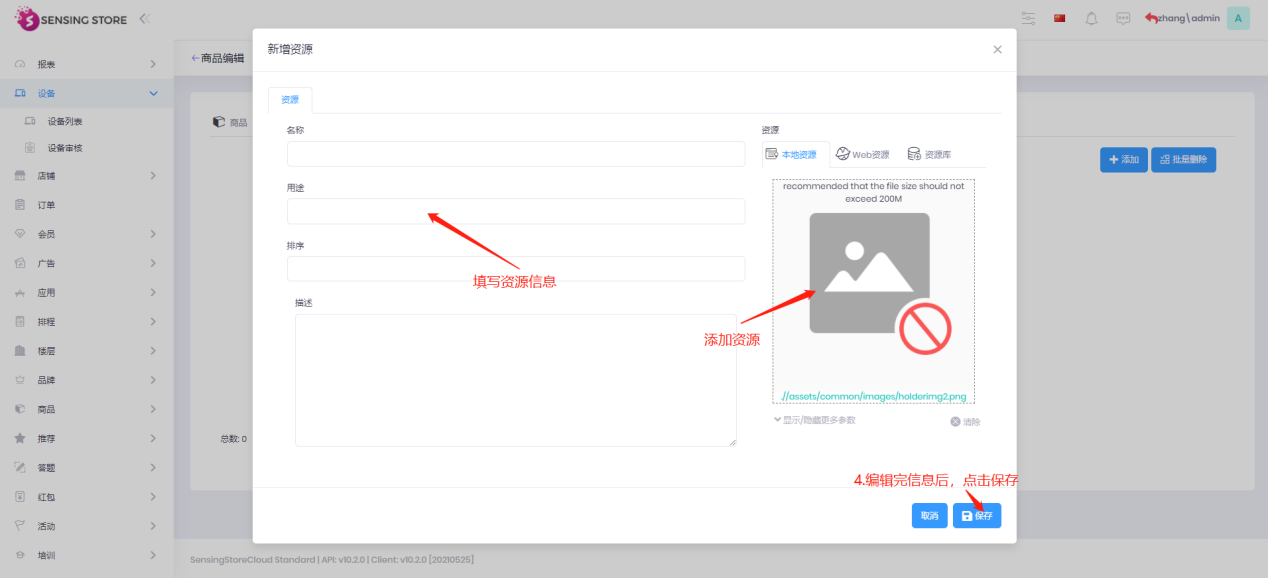 SENSING STORE
zhang\admin
A
报表
设备
设备列表
设备审核
店铺
订单
会员
广告
应用
排程
楼层
品牌
商品
推荐
答题
红包
活动
培训
←商品编辑
商品
添加
批量删除
总数: 0
新增资源
资源
名称
用途
填写资源信息
排序
描述
资源
本地资源
Web资源
资源库
recommended that the file size should not
exceed 200M
添加资源
.//assets/common/images/holderimg2.png
显示/隐藏更多参数
清除
4.编辑完信息后，点击保存
取消
保存
SensingStoreCloud Standard | API: v10.2.0 | Client: v10.2.0 [20210525]